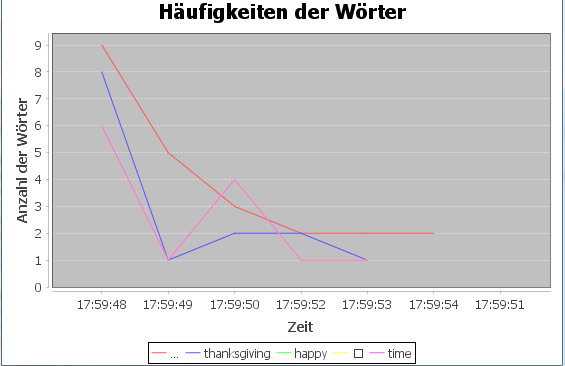 Häufigkeiten der Wörter
Anzahl der Wörter
9
8
7
6
5
4
3
2
1
0
17:59:48 17:59:49 17:59:50 17:59:52 17:59:53 17:59:54 17:59:51
Zeit
... thanksgiving happy □ time